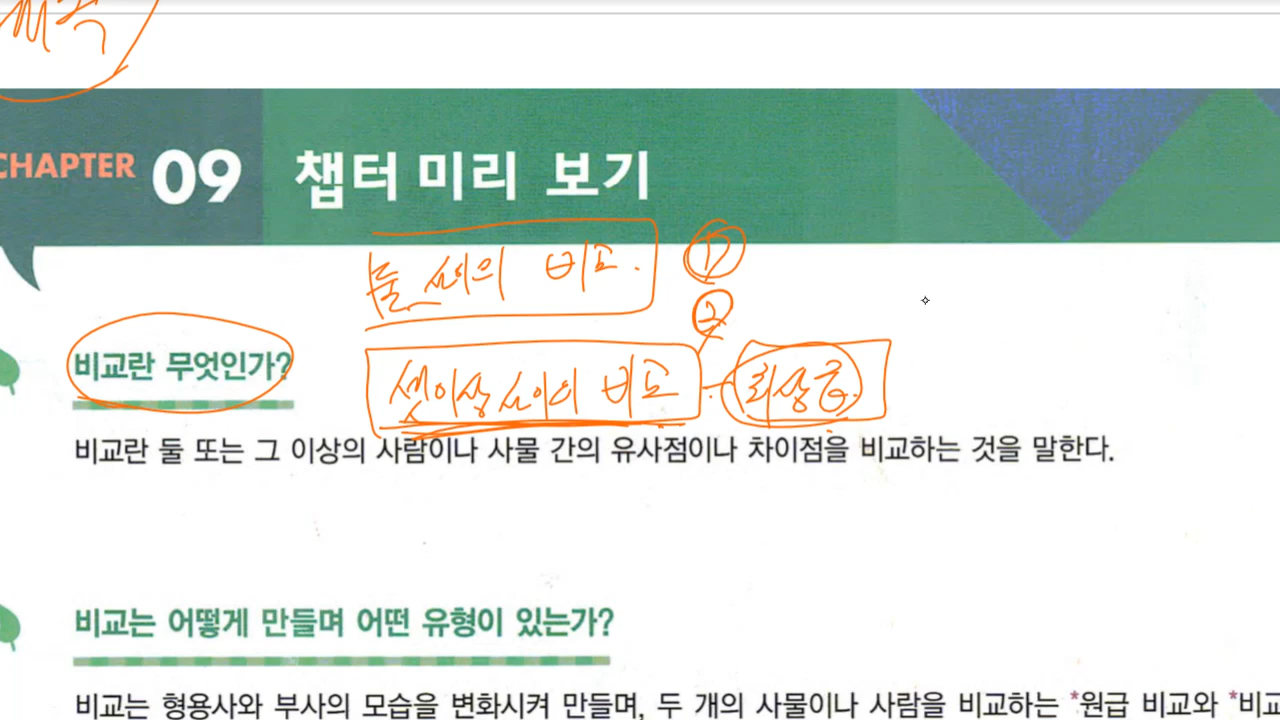 CHAPTER 09 챕터 미리 보기
둘 사이의 비교. ①
②
비교란 무엇인가?
셋이상 사이의 비교 - 최상급.
비교란 둘 또는 그 이상의 사람이나 사물 간의 유사점이나 차이점을 비교하는 것을 말한다.
비교는 어떻게 만들며 어떤 유형이 있는가?
비교는 형용사와 부사의 모습을 변화시켜 만들며, 두 개의 사물이나 사람을 비교하는 *원급 비교와 *비교